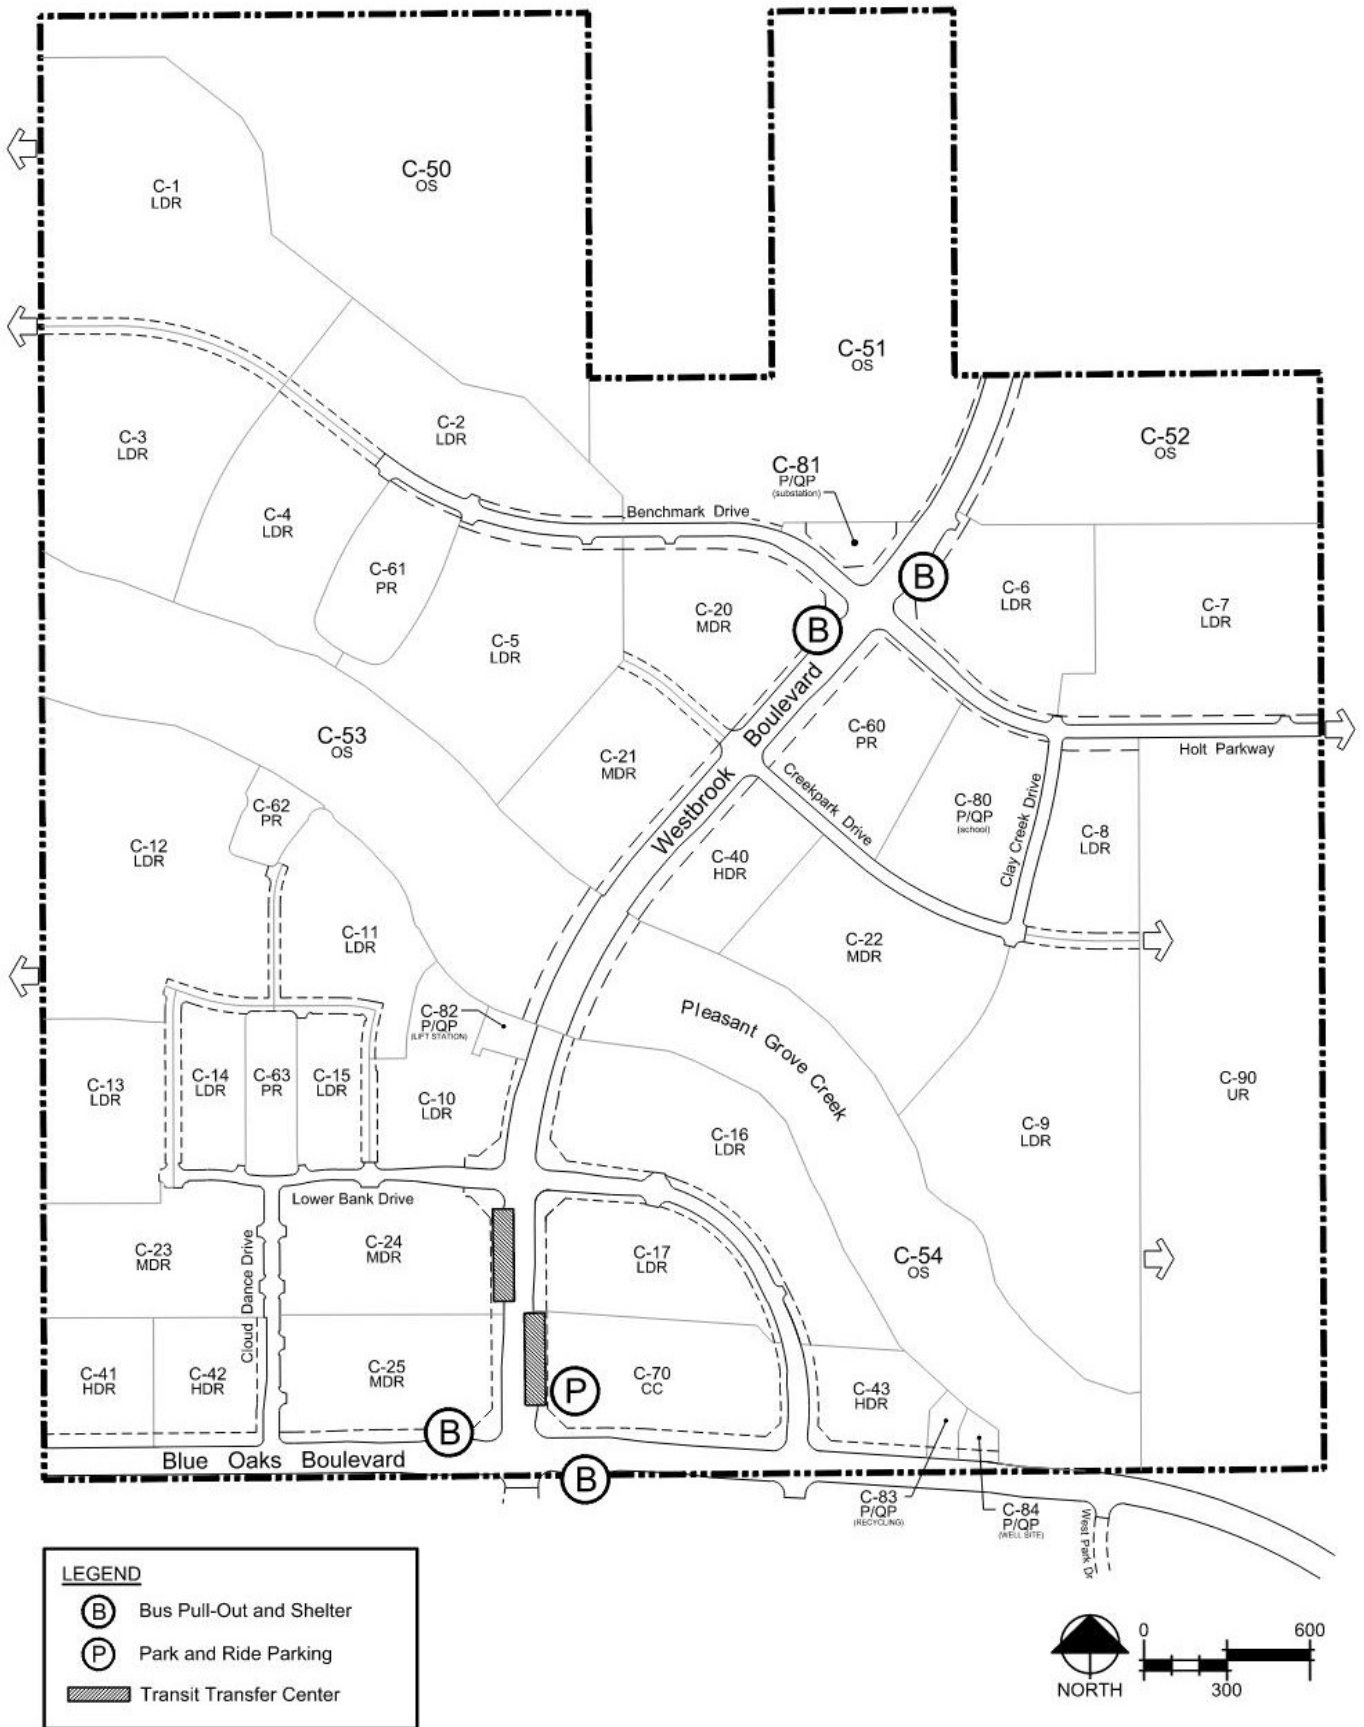 C-50
OS
C-1
LDR
C-51
OS
C-2
LDR
C-3
LDR
C-52
OS
C-81
P/QP
(substation)
Benchmark Drive
C-4
LDR
C-61
PR
C-6
LDR
C-7
LDR
C-20
MDR
B
B
C-5
LDR
C-60
PR
C-53
OS
C-21
MDR
Westbrook Boulevard
Holt Parkway
C-62
PR
Creekpark Drive
C-80
P/QP
(school)
Clay Creek Drive
C-8
LDR
C-12
LDR
C-40
HDR
C-11
LDR
C-22
MDR
C-82
P/QP
(LIFT STATION)
Pleasant Grove Creek
C-13
LDR
C-14
LDR
C-63
PR
C-15
LDR
C-10
LDR
C-90
UR
C-16
LDR
C-9
LDR
Lower Bank Drive
C-23
MDR
Cloud Dance Drive
C-24
MDR
C-17
LDR
C-54
OS
C-41
HDR
C-42
HDR
C-25
MDR
P
C-70
CC
C-43
HDR
B
Blue Oaks Boulevard
B
C-83
P/QP
(RECYCLING)
C-84
P/QP
(WELL SITE)
West Park Dr
LEGEND
B Bus Pull-Out and Shelter
P Park and Ride Parking
Transit Transfer Center
NORTH
0 600
300